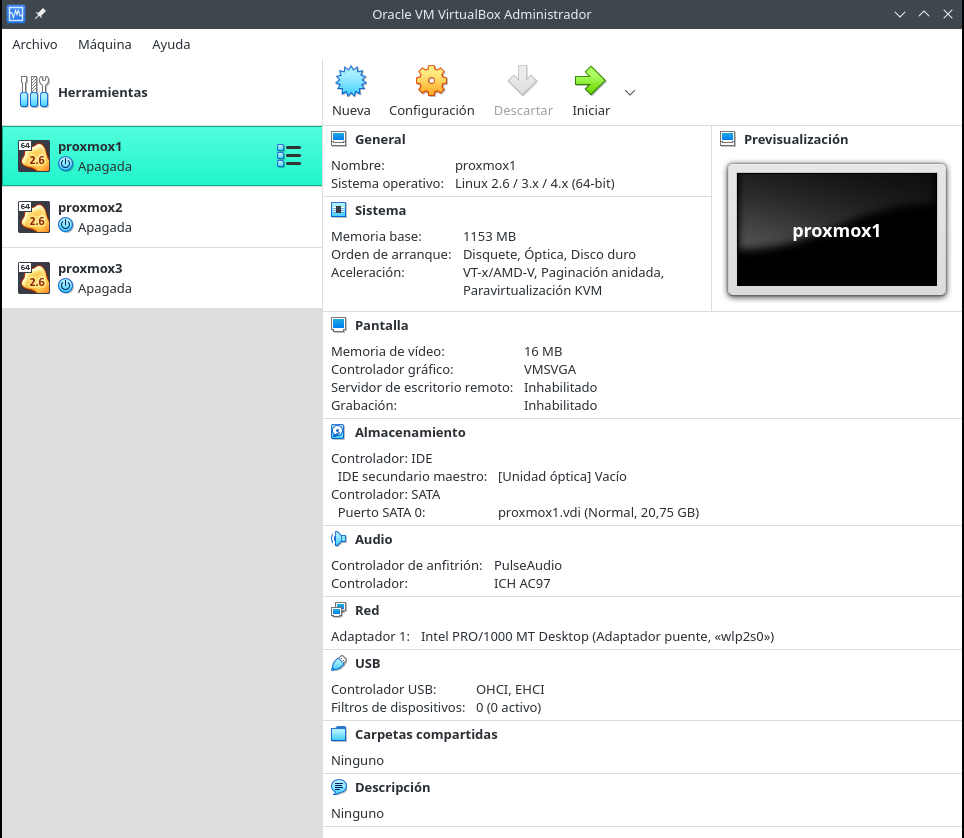 Oracle VM VirtualBox Administrador
Archivo Máquina Ayuda
Herramientas
64
2.6
proxmox1
Apagada
64
2.6
proxmox2
Apagada
64
2.6
proxmox3
Apagada
Nueva Configuración Descartar Iniciar
General
Nombre: proxmox1
Sistema operativo: Linux 2.6 / 3.x / 4.x (64-bit)
Sistema
Memoria base: 1153 MB
Orden de arranque: Disquete, Óptica, Disco duro
Aceleración: VT-x/AMD-V, Paginación anidada,
Paravirtualización KVM
Previsualización
proxmox1
Pantalla
Memoria de vídeo: 16 MB
Controlador gráfico: VMSVGA
Servidor de escritorio remoto: Inhabilitado
Grabación: Inhabilitado
Almacenamiento
Controlador: IDE
IDE secundario maestro: [Unidad óptica] Vacío
Controlador: SATA
Puerto SATA 0: proxmox1.vdi (Normal, 20,75 GB)
Audio
Controlador de anfitrión: PulseAudio
Controlador: ICH AC97
Red
Adaptador 1: Intel PRO/1000 MT Desktop (Adaptador puente, «wlp2s0»)
USB
Controlador USB: OHCI, EHCI
Filtros de dispositivos: 0 (0 activo)
Carpetas compartidas
Ninguno
Descripción
Ninguno